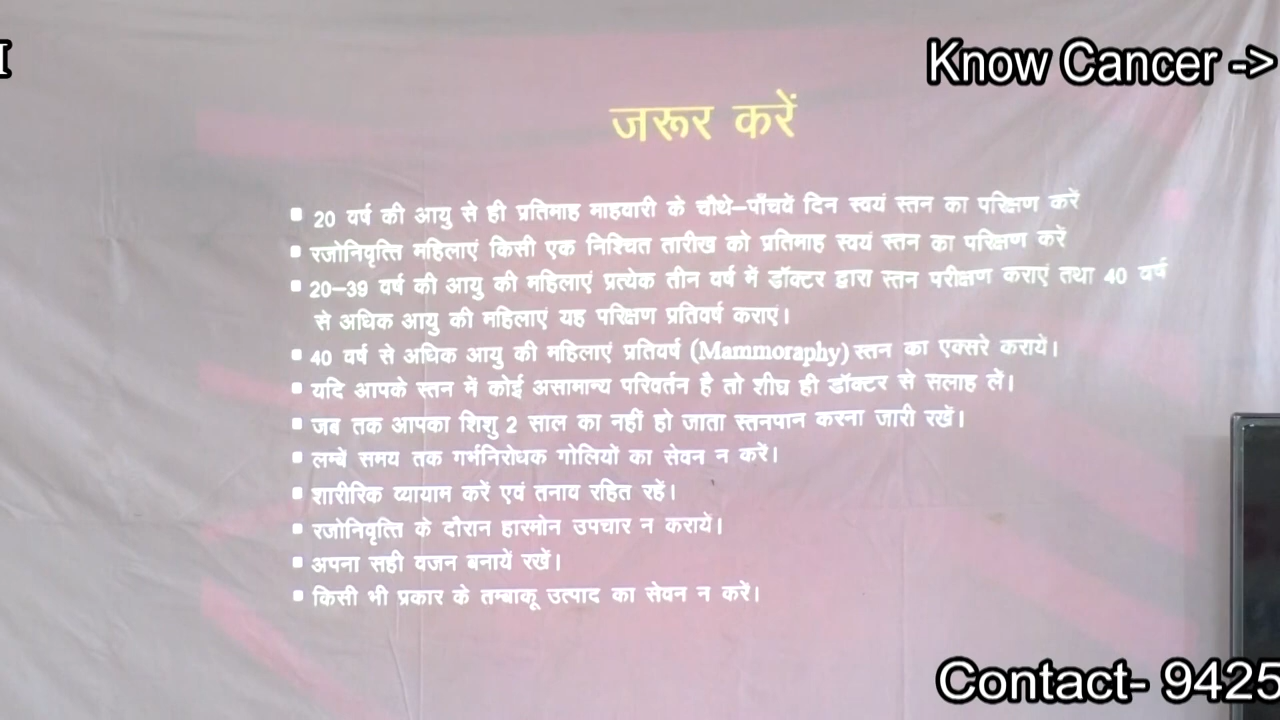 I
Know Cancer ->
जरूर करें
20 वर्ष की आयु से ही प्रतिमाह माहवारी के चौथे–पाँचवें दिन स्वयं स्तन का परिक्षण करें
रजोनिवृत्ति महिलाएं किसी एक निश्चित तारीख को प्रतिमाह स्वयं स्तन का परिक्षण करें
20–39 वर्ष की आयु की महिलाएं प्रत्येक तीन वर्ष में डॉक्टर द्वारा स्तन परीक्षण कराएं तथा 40 वर्ष
से अधिक आयु की महिलाएं यह परिक्षण प्रतिवर्ष कराएं।
40 वर्ष से अधिक आयु की महिलाएं प्रतिवर्ष (Mammoraphy) स्तन का एक्सरे करायें।
यदि आपके स्तन में कोई असामान्य परिवर्तन है तो शीघ्र ही डॉक्टर से सलाह लें।
जब तक आपका शिशु 2 साल का नहीं हो जाता स्तनपान करना जारी रखें।
लम्बें समय तक गर्भनिरोधक गोलियों का सेवन न करें।
शारीरिक व्यायाम करें एवं तनाव रहित रहें।
रजोनिवृत्ति के दौरान हारमोन उपचार न करायें।
अपना सही वजन बनायें रखें।
किसी भी प्रकार के तम्बाकू उत्पाद का सेवन न करें।
Contact- 9425